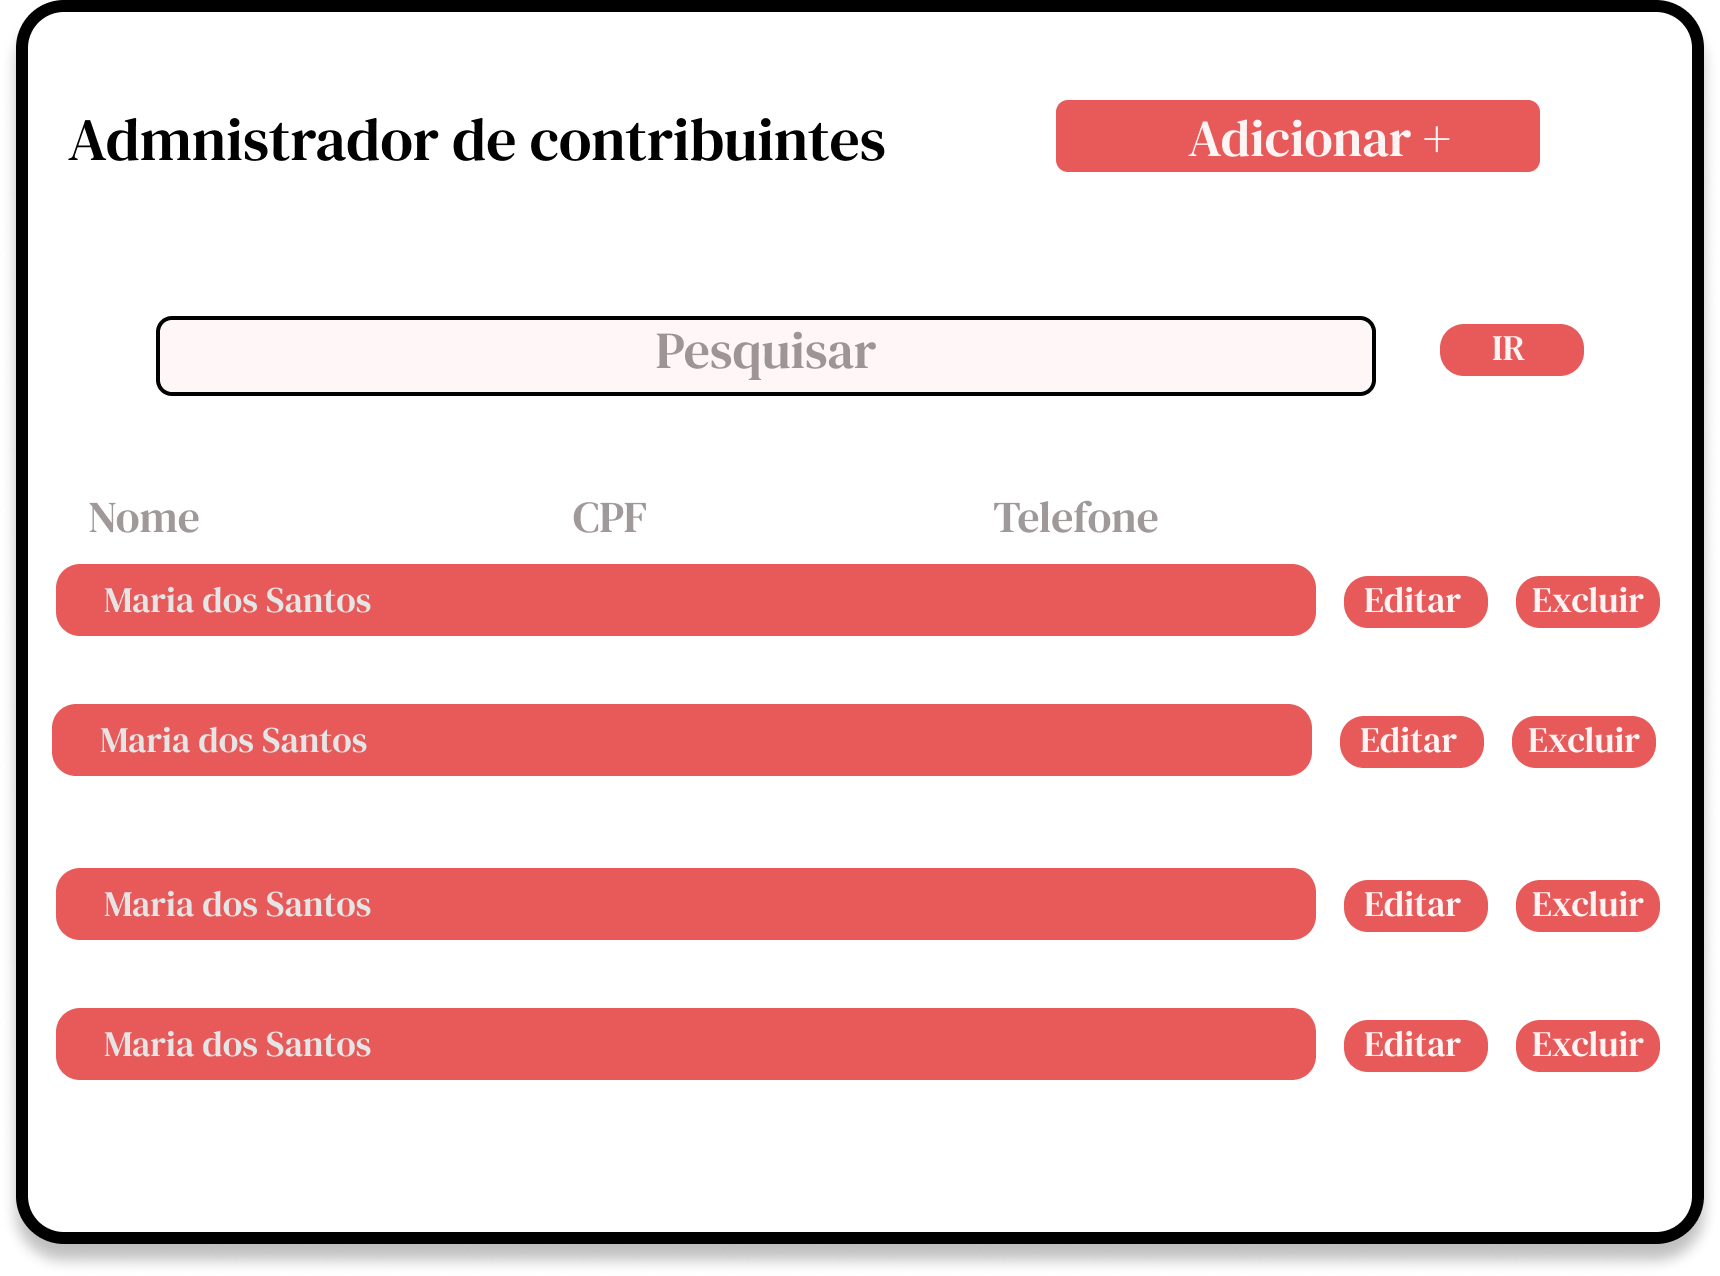 Admnistrador de contribuintes
Adicionar +
Pesquisar
IR
Nome CPF Telefone
Maria dos Santos Editar Excluir
Maria dos Santos Editar Excluir
Maria dos Santos Editar Excluir
Maria dos Santos Editar Excluir